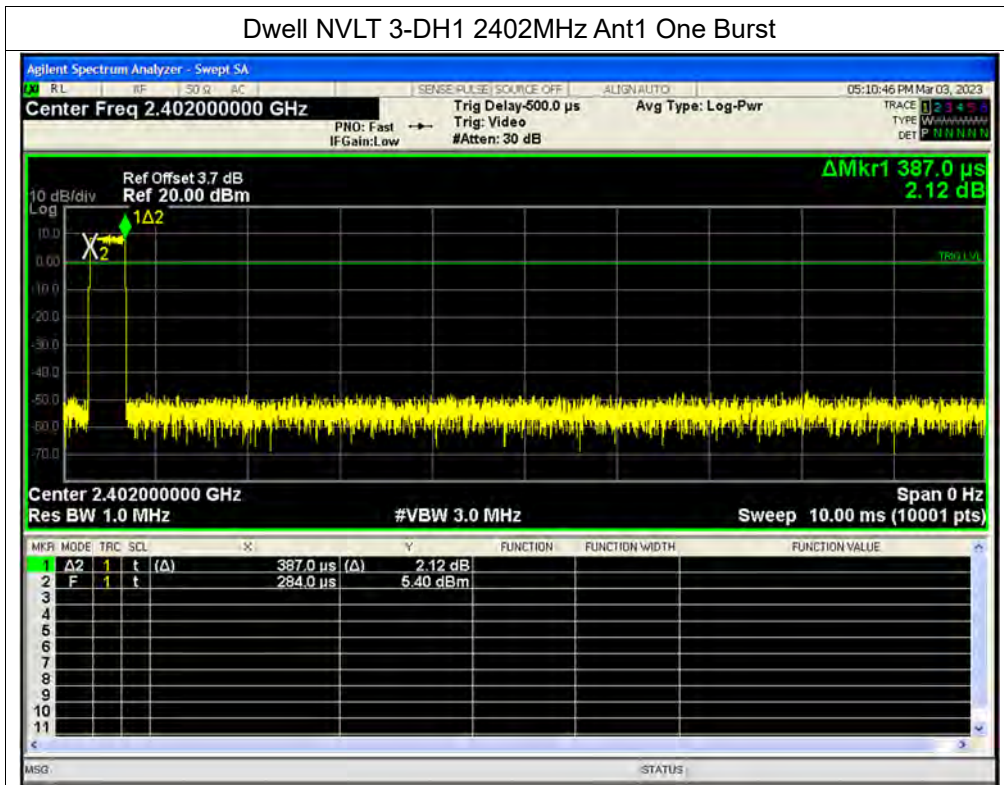 Dwell NVLT 3-DH1 2402MHz Ant1 One Burst
Agilent Spectrum Analyzer - Swept SA
RL RF 50 Ω AC SENSE:PULSE SOURCE OFF ALIGN AUTO 05:10:46 PM Mar 03, 2023
Center Freq 2.402000000 GHz Trig Delay-500.0 µs Avg Type: Log-Pwr TRACE 1 2 3 4 5 6
PNO: Fast Trig: Video TYPE W
IFGain:Low #Atten: 30 dB DET P N N N N N
ΔMkr1 387.0 µs
Ref Offset 3.7 dB
10 dB/div Ref 20.00 dBm 2.12 dB
Log
1Δ2
10.0
2
0.00
TRIG LVL
-10.0
-20.0
-30.0
-40.0
-50.0
-60.0
-70.0
Center 2.402000000 GHz Span 0 Hz
Res BW 1.0 MHz #VBW 3.0 MHz Sweep 10.00 ms (10001 pts)
MKR MODE TRC SCL X Y FUNCTION FUNCTION WIDTH FUNCTION VALUE
1 Δ2 1 t (Δ) 387.0 µs (Δ) 2.12 dB
2 F 1 t 284.0 µs 5.40 dBm
3
4
5
6
7
8
9
10
11
MSG STATUS